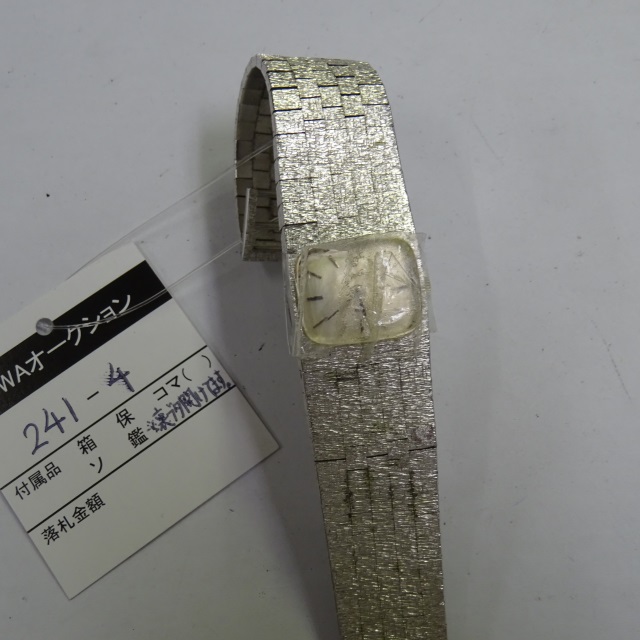 WAオークション
241-4
付属品 箱 保 コマ( )
ソ 鑑
落札金額